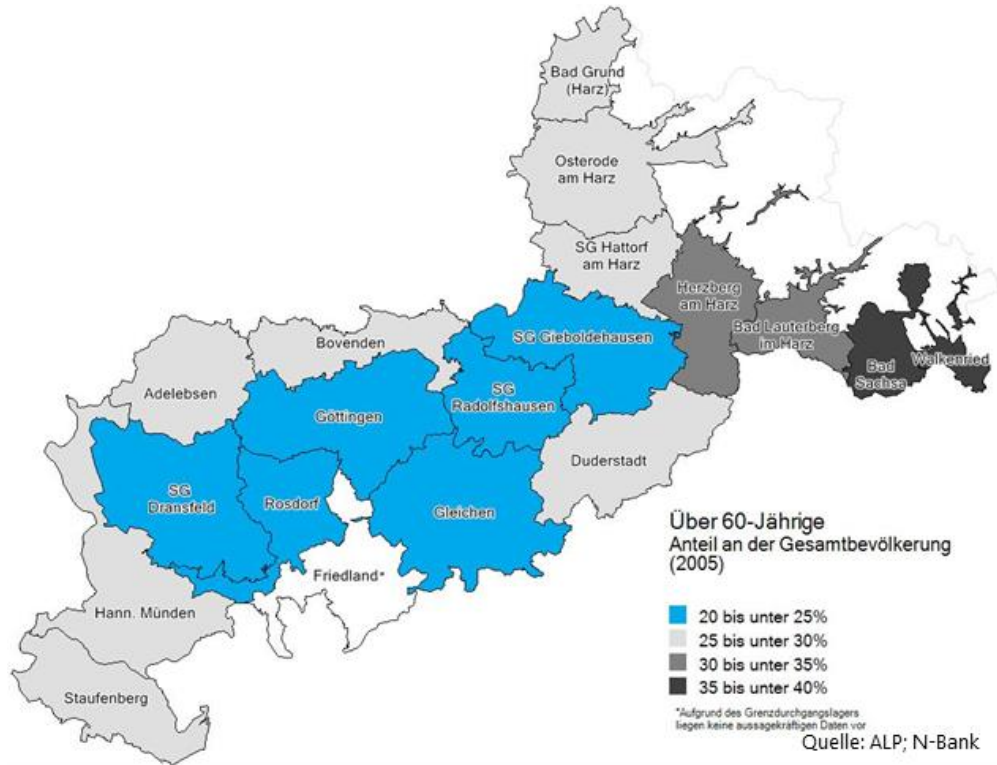 Bad Grund
(Harz)
Osterode
am Harz
SG Hattorf
am Harz
Herzberg
am Harz
Bad Lauterberg
im Harz
Bad
Sachsa
Walkenried
SG Gieboldehausen
Bovenden
SG
Radolfshausen
Adelebsen
Göttingen
Duderstadt
SG
Dransfeld
Rosdorf
Gleichen
Friedland*
Hann. Münden
Staufenberg
Über 60-Jährige
Anteil an der Gesamtbevölkerung
(2005)
20 bis unter 25%
25 bis unter 30%
30 bis unter 35%
35 bis unter 40%
*Aufgrund des Grenzdurchgangslagers
liegen keine aussagekräftigen Daten vor
Quelle: ALP; N-Bank